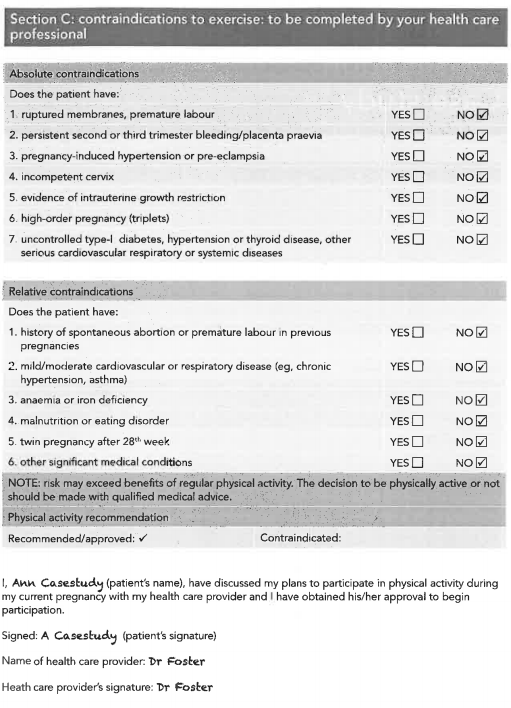 Section C: contraindications to exercise: to be completed by your health care
professional
Absolute contraindications
Does the patient have:
1. ruptured membranes, premature labour YES☐ NO☑
2. persistent second or third trimester bleeding/placenta praevia YES☐ NO☑
3. pregnancy-induced hypertension or pre-eclampsia YES☐ NO☑
4. incompetent cervix YES☐ NO☑
5. evidence of intrauterine growth restriction YES☐ NO☑
6. high-order pregnancy (triplets) YES☐ NO☑
7. uncontrolled type-I diabetes, hypertension or thyroid disease, other YES☐ NO☑
serious cardiovascular respiratory or systemic diseases
Relative contraindications
Does the patient have:
1. history of spontaneous abortion or premature labour in previous YES☐ NO☑
pregnancies
2. mild/moderate cardiovascular or respiratory disease (eg, chronic YES☐ NO☑
hypertension, asthma)
3. anaemia or iron deficiency YES☐ NO☑
4. malnutrition or eating disorder YES☐ NO☑
5. twin pregnancy after 28th week YES☐ NO☑
6. other significant medical conditions YES☐ NO☑
NOTE: risk may exceed benefits of regular physical activity. The decision to be physically active or not
should be made with qualified medical advice.
Physical activity recommendation
Recommended/approved: ✓ Contraindicated:
I, Ann Casestudy (patient's name), have discussed my plans to participate in physical activity during
my current pregnancy with my health care provider and I have obtained his/her approval to begin
participation.
Signed: A Casestudy (patient's signature)
Name of health care provider: Dr Foster
Heath care provider's signature: Dr Foster